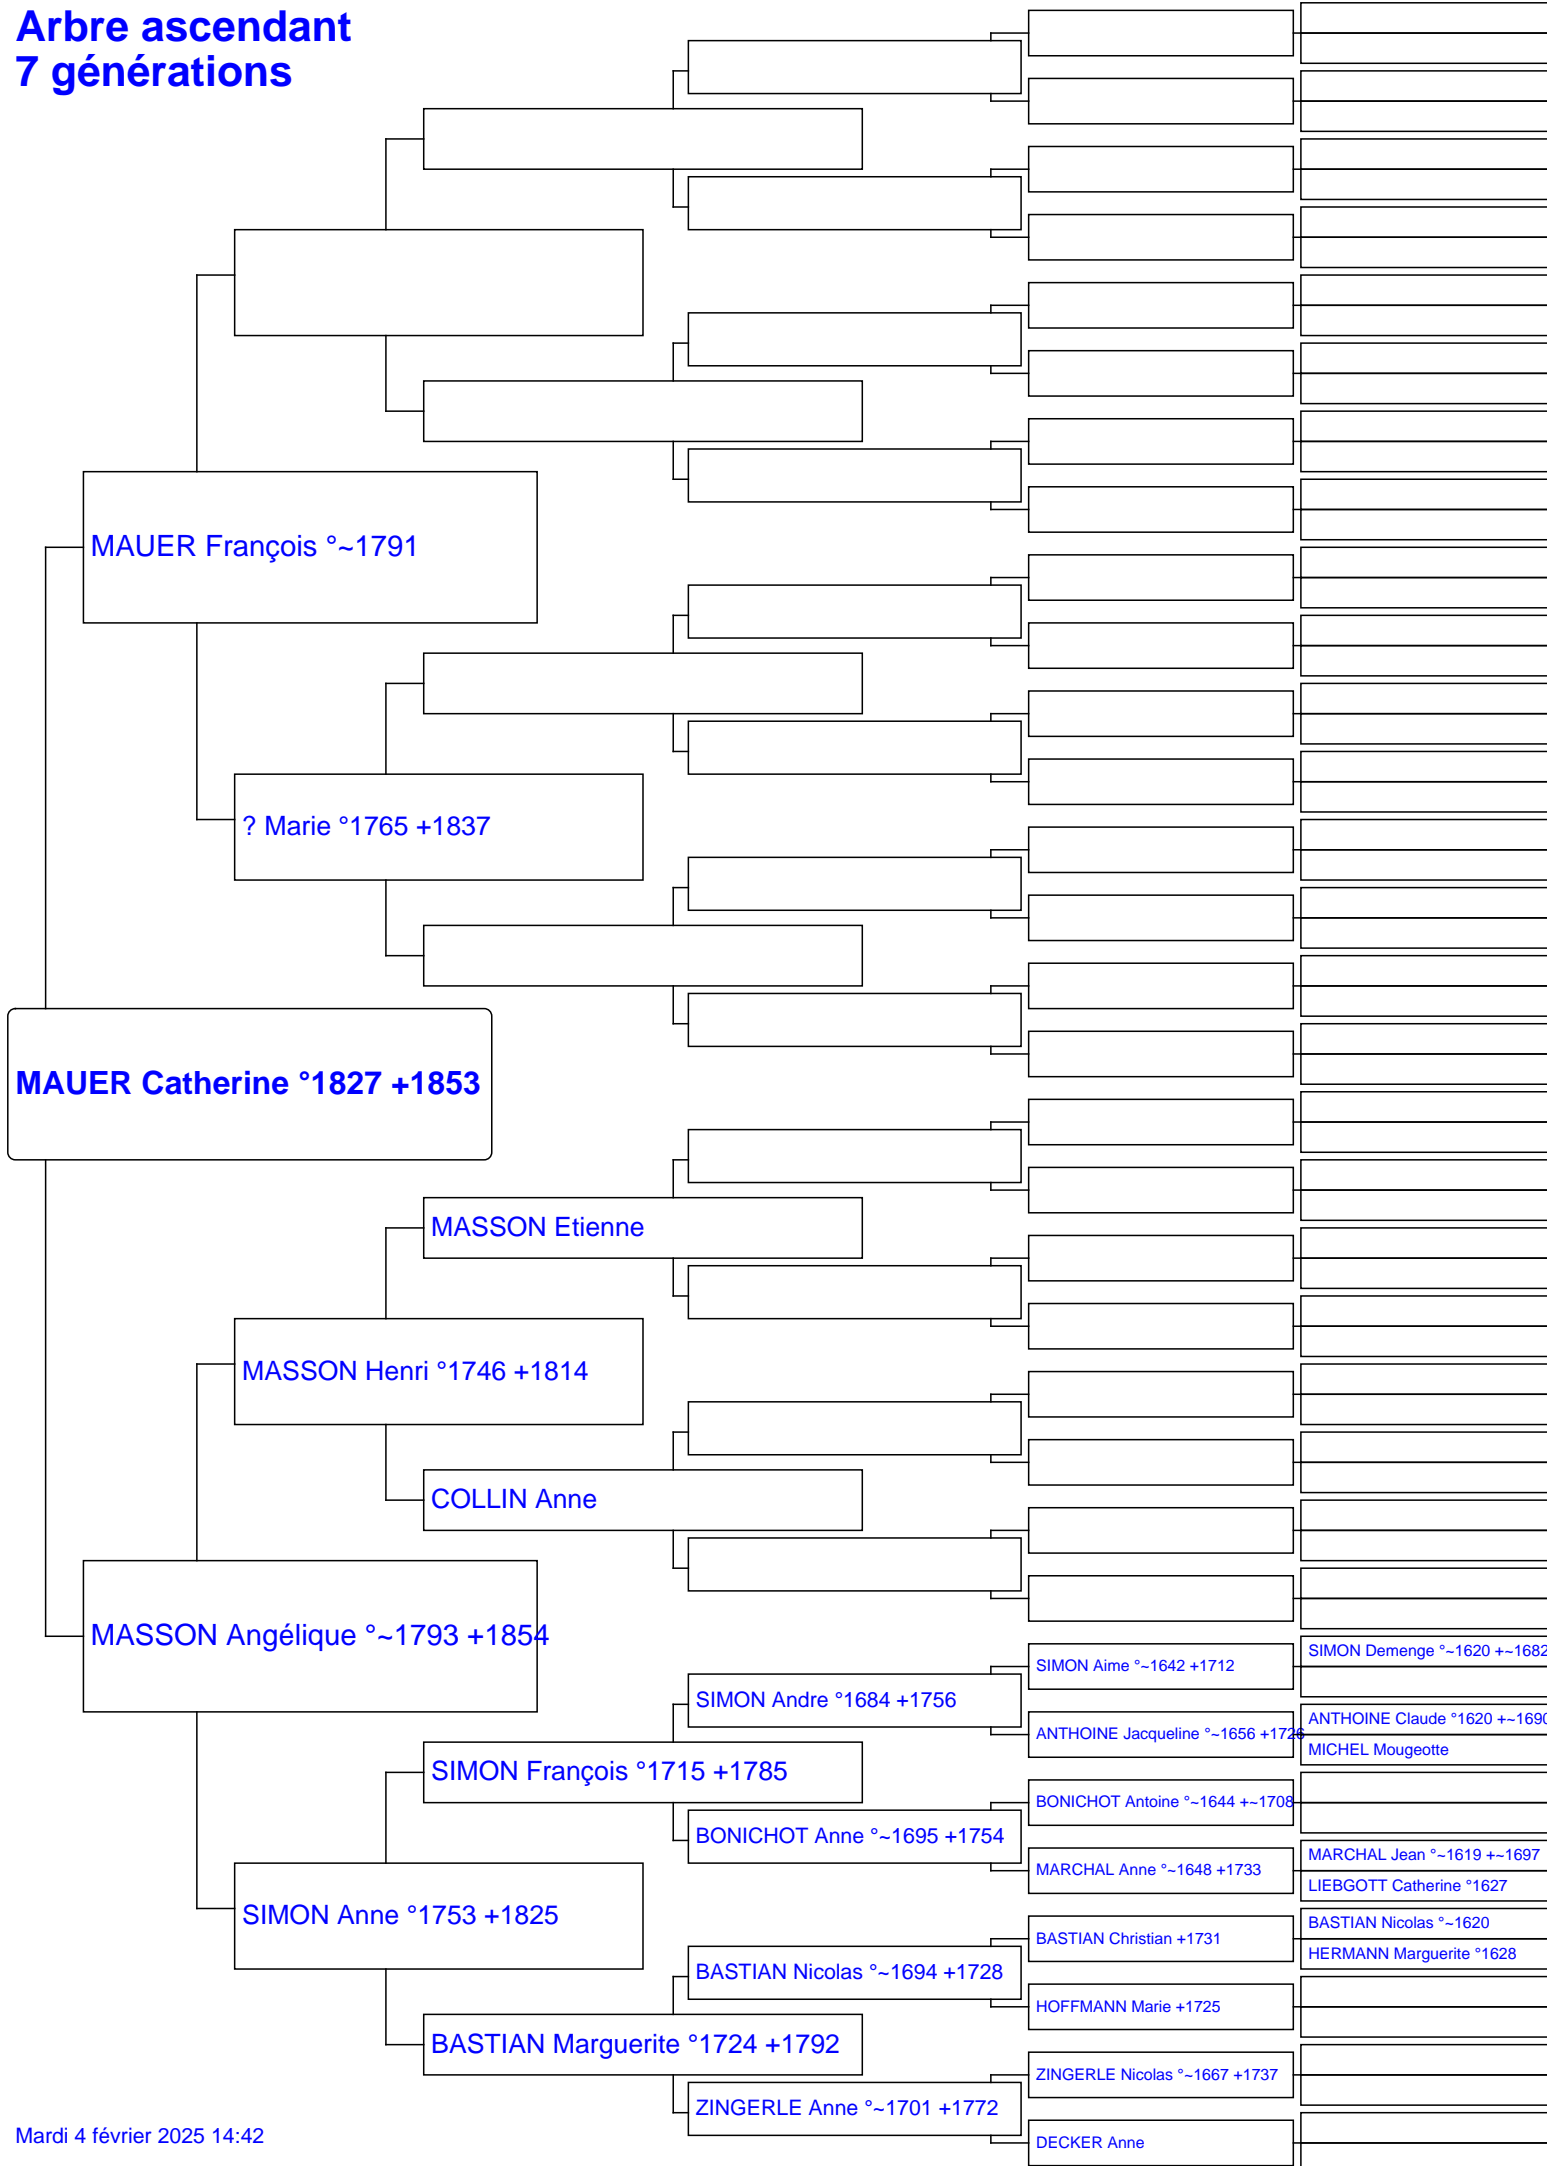 Arbre ascendant
7 générations
MAUER François °~1791
? Marie °1765 +1837
MAUER Catherine °1827 +1853
MASSON Etienne
MASSON Henri °1746 +1814
COLLIN Anne
MASSON Angélique °~1793 +1854
SIMON Demenge °~1620 +~1682
SIMON Aime °~1642 +1712
SIMON Andre °1684 +1756
ANTHOINE Claude °1620 +~1690
ANTHOINE Jacqueline °~1656 +1726
MICHEL Mougeotte
SIMON François °1715 +1785
BONICHOT Antoine °~1644 +~1708
BONICHOT Anne °~1695 +1754
MARCHAL Jean °~1619 +~1697
MARCHAL Anne °~1648 +1733
LIEBGOTT Catherine °1627
SIMON Anne °1753 +1825
BASTIAN Nicolas °~1620
BASTIAN Christian +1731
HERMANN Marguerite °1628
BASTIAN Nicolas °~1694 +1728
HOFFMANN Marie +1725
BASTIAN Marguerite °1724 +1792
ZINGERLE Nicolas °~1667 +1737
ZINGERLE Anne °~1701 +1772
DECKER Anne
Mardi 4 février 2025 14:42